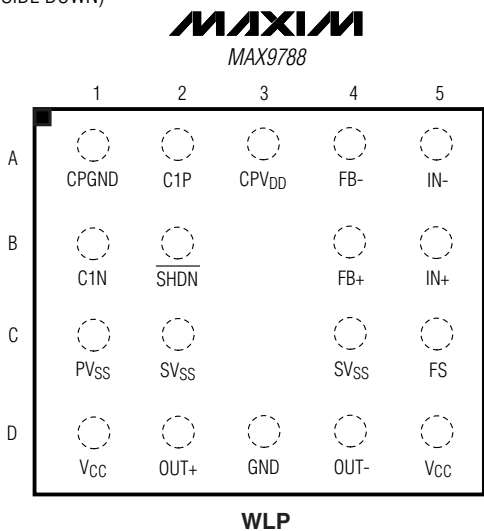 SIDE DOWN)
MAXIM
MAX9788
1 2 3 4 5
A
CPGND C1P CPVDD FB- IN-
B
C1N SHDN FB+ IN+
C
PVSS SVSS SVSS FS
D
VCC OUT+ GND OUT- VCC
WLP